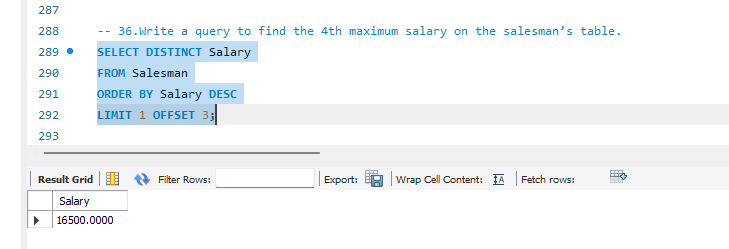 287
288 -- 36.Write a query to find the 4th maximum salary on the salesman’s table.
289 SELECT DISTINCT Salary
290 FROM Salesman
291 ORDER BY Salary DESC
292 LIMIT 1 OFFSET 3;
293
Result Grid Filter Rows: Export: Wrap Cell Content: IA Fetch rows:
Salary
16500.0000